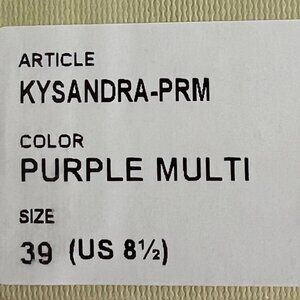 ARTICLE
KYSANDRA-PRM
COLOR
PURPLE MULTI
SIZE
39 (US 8½)